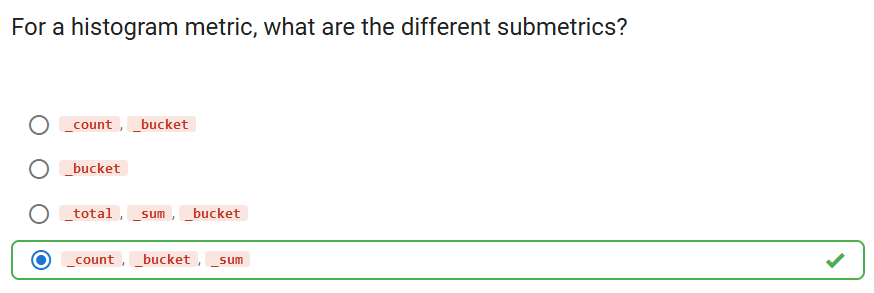 For a histogram metric, what are the different submetrics?
_count, _bucket
_bucket
_total, _sum, _bucket
_count, _bucket, _sum